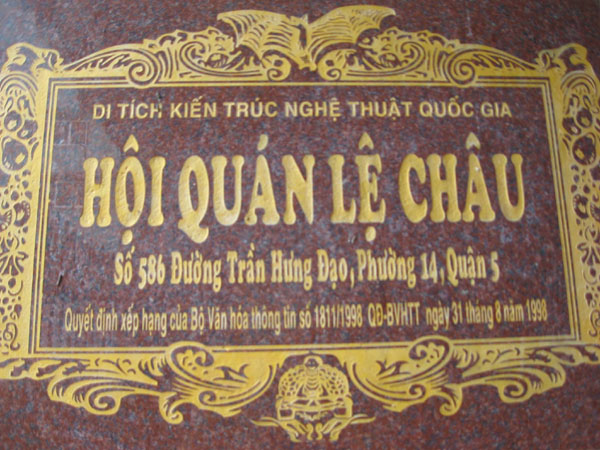 DI TÍCH KIẾN TRÚC NGHỆ THUẬT QUỐC GIA
HỘI QUÁN LỆ CHÂU
Số 586 Đường Trần Hưng Đạo, Phường 14, Quận 5
Quyết định xếp hạng của Bộ Văn hóa thông tin số 1811/1998 QĐ-BVHTT ngày 31 tháng 8 năm 1998